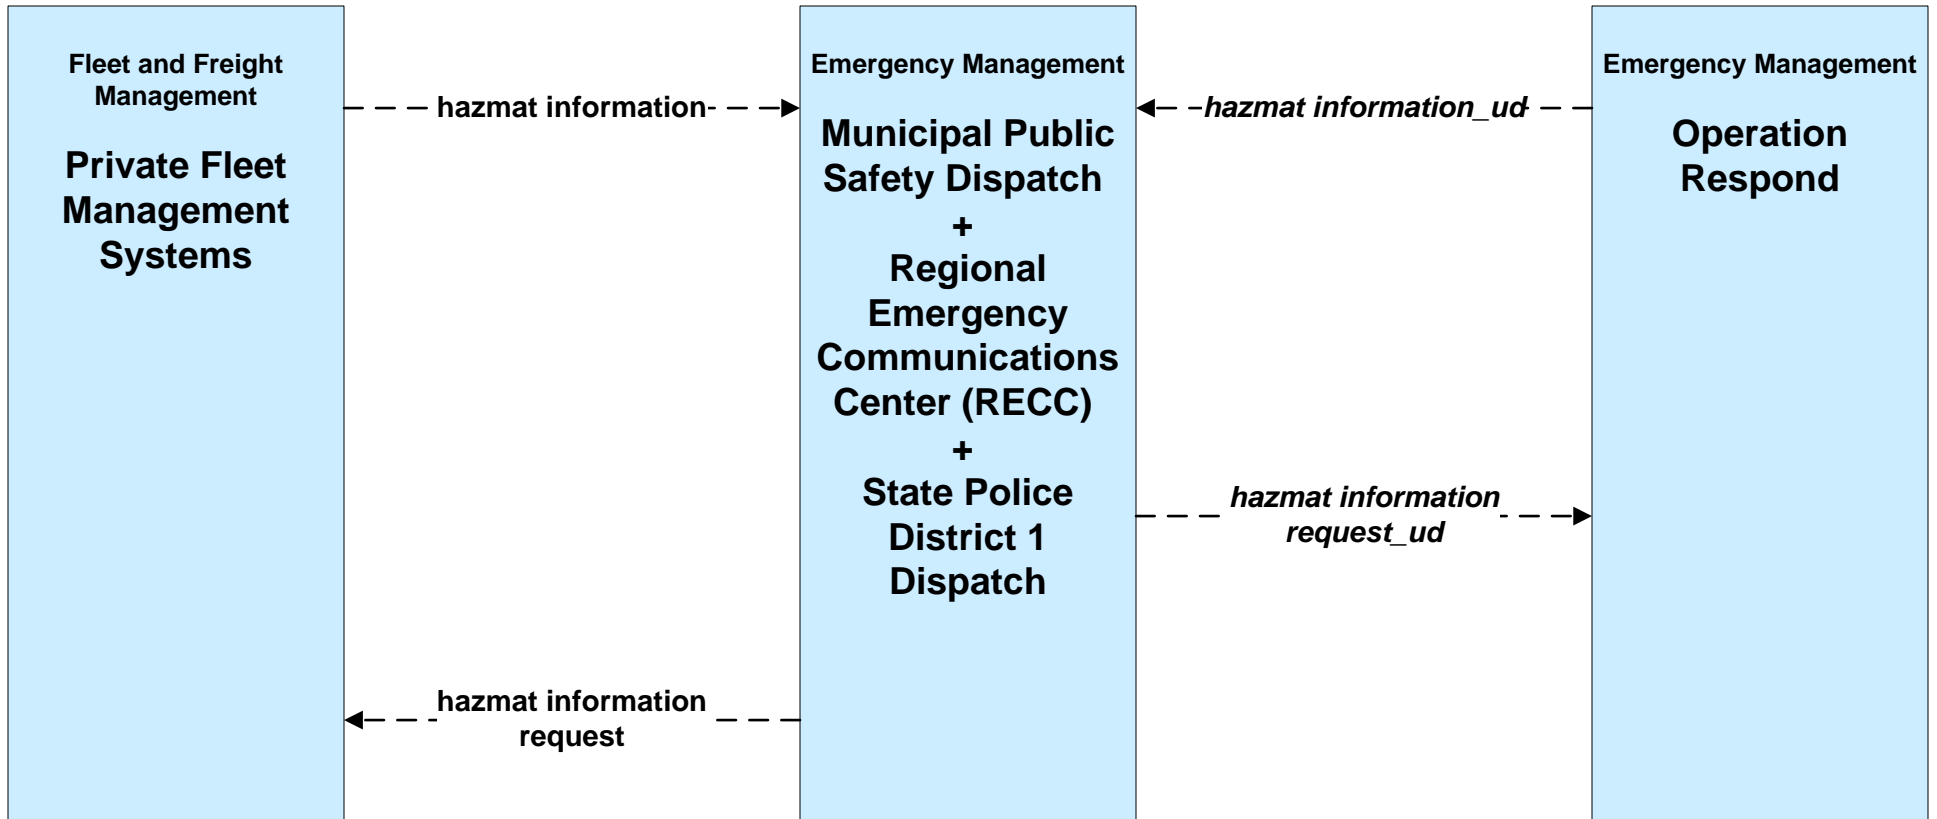 Fleet and Freight
Management
Private Fleet
Management
Systems
hazmat information
hazmat information
request
Emergency Management
Municipal Public
Safety Dispatch
+
Regional
Emergency
Communications
Center (RECC)
+
State Police
District 1
Dispatch
hazmat information_ud
hazmat information
request_ud
Emergency Management
Operation
Respond